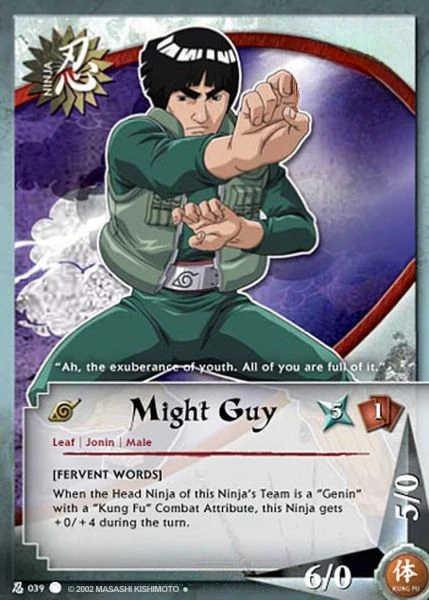 忍
NINJA
"Ah, the exuberance of youth. All of you are full of it."
Might Guy
5
1
Leaf | Jonin | Male
[FERVENT WORDS]
When the Head Ninja of this Ninja's Team is a "Genin"
with a "Kung Fu" Combat Attribute, this Ninja gets
+0/+4 during the turn.
5/0
6/0
体
KUNG FU
039 © 2002 MASASHI KISHIMOTO